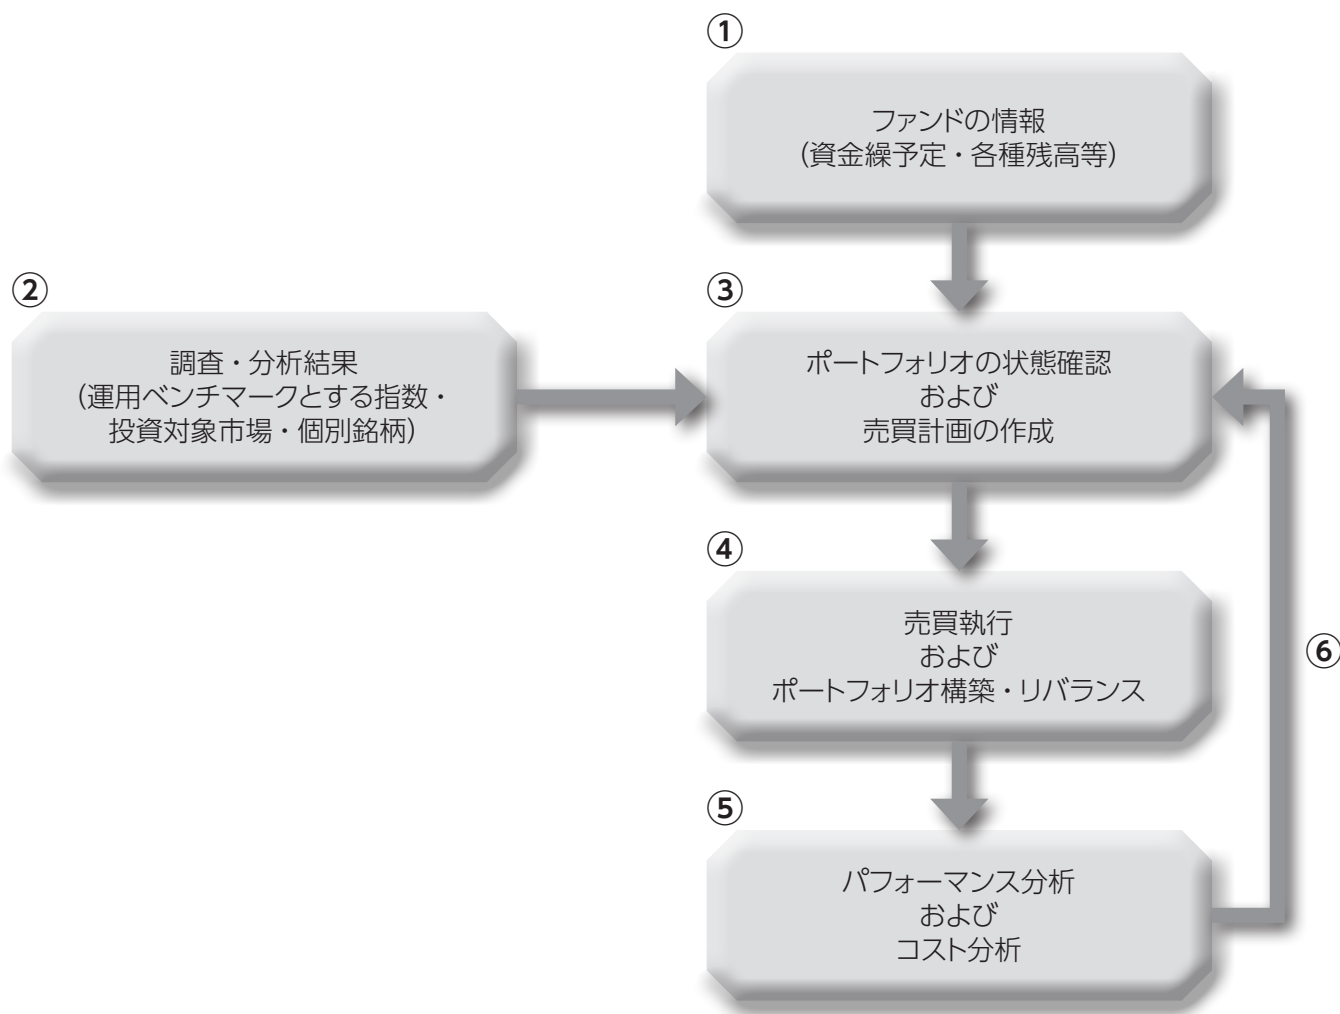 ①
ファンドの情報
(資金繰予定・各種残高等)
②
調査・分析結果
(運用ベンチマークとする指数・
投資対象市場・個別銘柄)
③
ポートフォリオの状態確認
および
売買計画の作成
④
売買執行
および
ポートフォリオ構築・リバランス
⑤
パフォーマンス分析
および
コスト分析
⑥